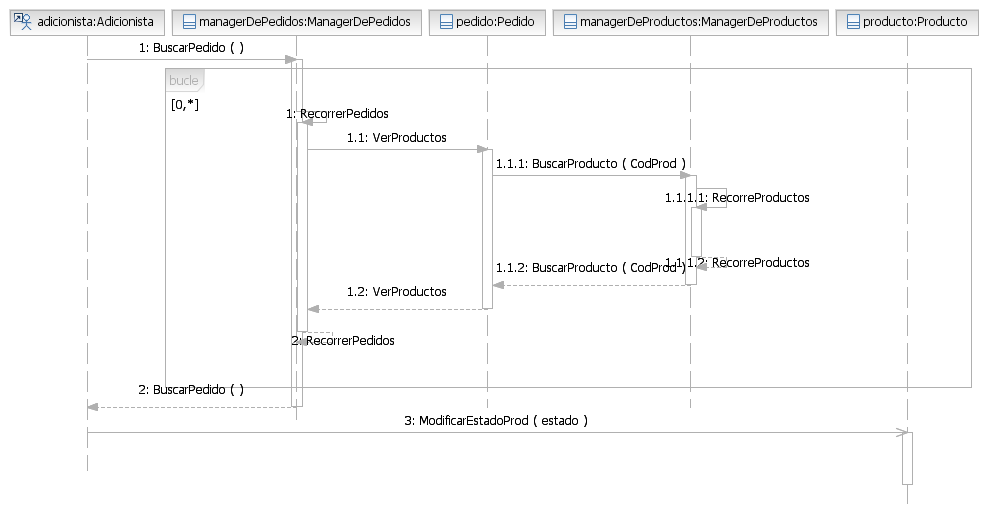 adicionista:Adicionista
managerDePedidos:ManagerDePedidos
pedido:Pedido
managerDeProductos:ManagerDeProductos
producto:Producto
1: BuscarPedido ( )
bucle
[0,*]
1: RecorrerPedidos
1.1: VerProductos
1.1.1: BuscarProducto ( CodProd )
1.1.1.1: RecorreProductos
1.1.1.2: RecorreProductos
1.1.2: BuscarProducto ( CodProd )
1.2: VerProductos
2: RecorrerPedidos
2: BuscarPedido ( )
3: ModificarEstadoProd ( estado )